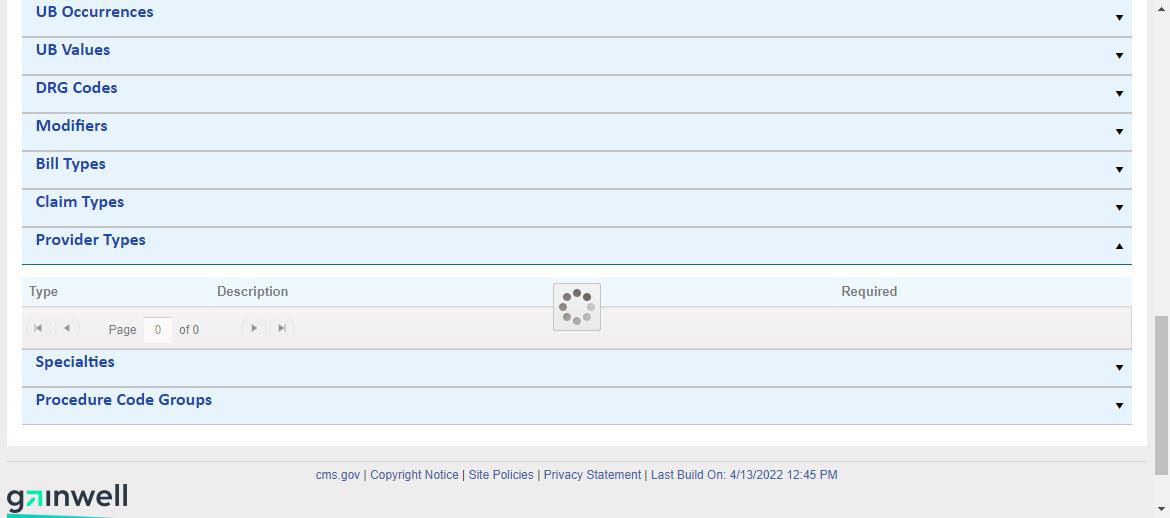 UB Occurrences
UB Values
DRG Codes
Modifiers
Bill Types
Claim Types
Provider Types
Type Description Required
Page 0 of 0
Specialties
Procedure Code Groups
cms.gov | Copyright Notice | Site Policies | Privacy Statement | Last Build On: 4/13/2022 12:45 PM
gainwell